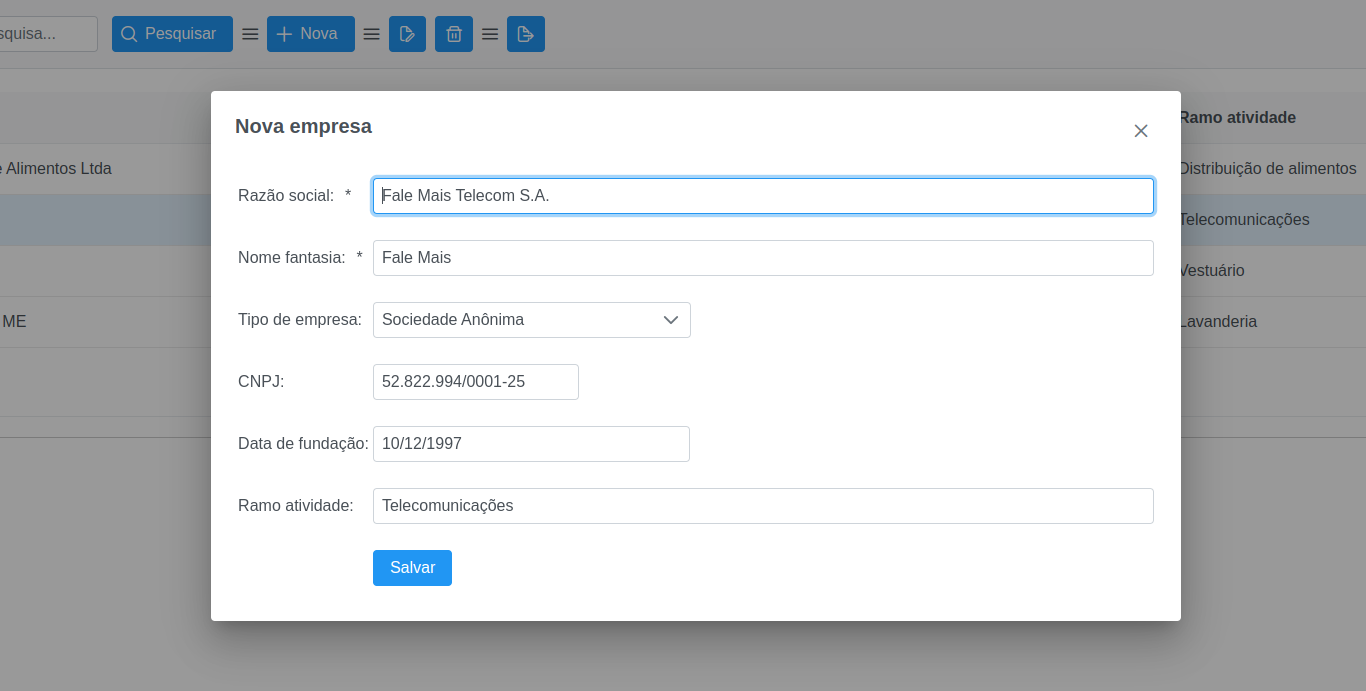 squisa... Pesquisar Nova
Nova empresa
Ramo atividade
Alimentos Ltda
Distribuição de alimentos
Razão social: * Fale Mais Telecom S.A.
Telecomunicações
Nome fantasia: * Fale Mais
Vestuário
Tipo de empresa: Sociedade Anônima
ME
Lavanderia
CNPJ: 52.822.994/0001-25
Data de fundação: 10/12/1997
Ramo atividade: Telecomunicações
Salvar